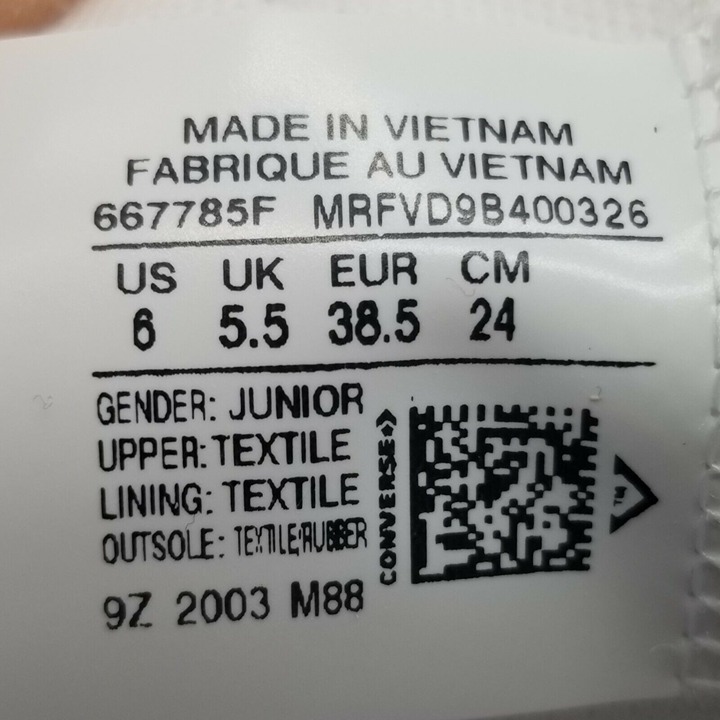 MADE IN VIETNAM
FABRIQUE AU VIETNAM
667785F MRFVD9B400326
US UK EUR CM
6 5.5 38.5 24
GENDER: JUNIOR
UPPER: TEXTILE
LINING: TEXTILE
OUTSOLE: TEXTILE/RUBBER
9Z 2003 M88
CONVERSE
TM